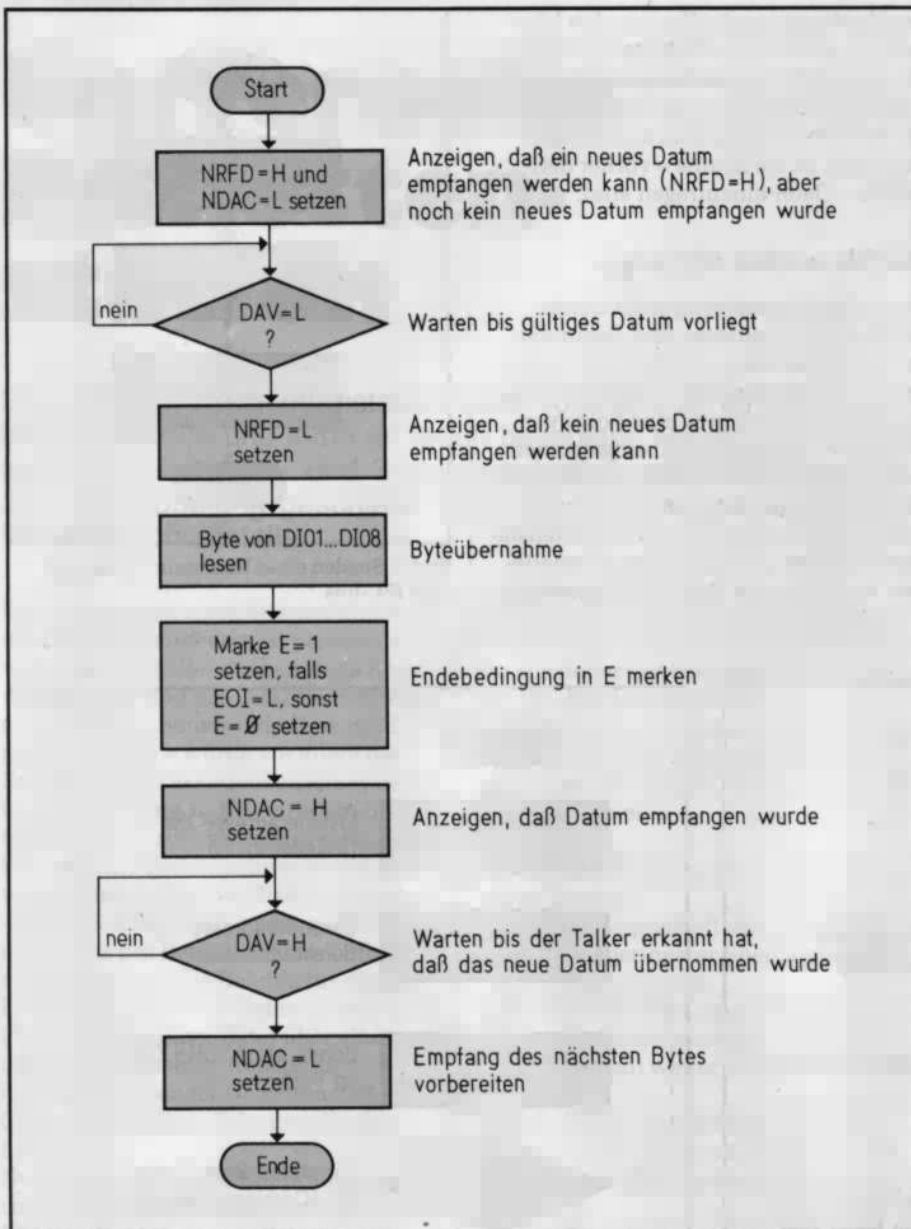 Start
NRFD=H und
NDAC=L setzen
Anzeigen, daß ein neues Datum
empfangen werden kann (NRFD=H), aber
noch kein neues Datum empfangen wurde
nein
DAV=L
?
Warten bis gültiges Datum vorliegt
NRFD=L
setzen
Anzeigen, daß kein neues Datum
empfangen werden kann
Byte von DIO1...DIO8
lesen
Byteübernahme
Marke E=1
setzen, falls
EOI=L, sonst
E=Ø setzen
Endebedingung in E merken
NDAC = H
setzen
Anzeigen, daß Datum empfangen wurde
nein
DAV=H
?
Warten bis der Talker erkannt hat,
daß das neue Datum übernommen wurde
NDAC = L
setzen
Empfang des nächsten Bytes
vorbereiten
Ende